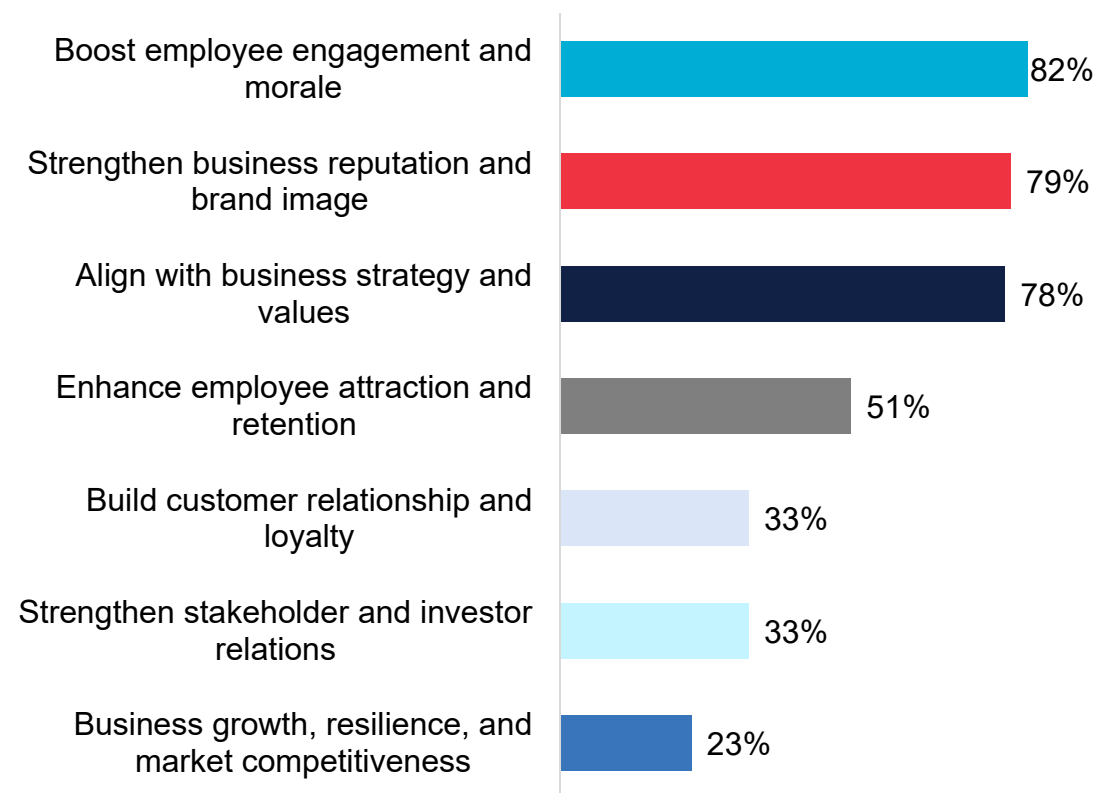 Boost employee engagement and
morale
82%
Strengthen business reputation and
brand image
79%
Align with business strategy and
values
78%
Enhance employee attraction and
retention
51%
Build customer relationship and
loyalty
33%
Strengthen stakeholder and investor
relations
33%
Business growth, resilience, and
market competitiveness
23%